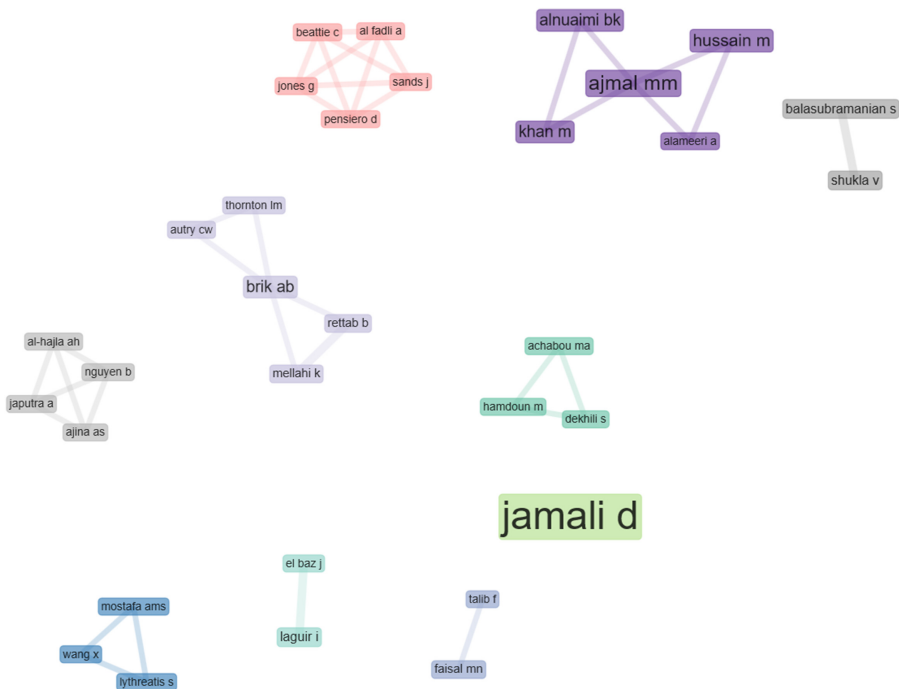 alnuaimi bk
beattie c
al fadli a
hussain m
jones g
sands j
ajmal mm
balasubramanian s
pensiero d
khan m
alameeri a
shukla v
thornton lm
autry cw
brik ab
rettab b
al-hajla ah
achabou ma
nguyen b
mellahi k
japutra a
hamdoun m
dekhili s
ajina as
jamali d
el baz j
talib f
mostafa ams
laguir i
wang x
faisal mn
lythreatis s